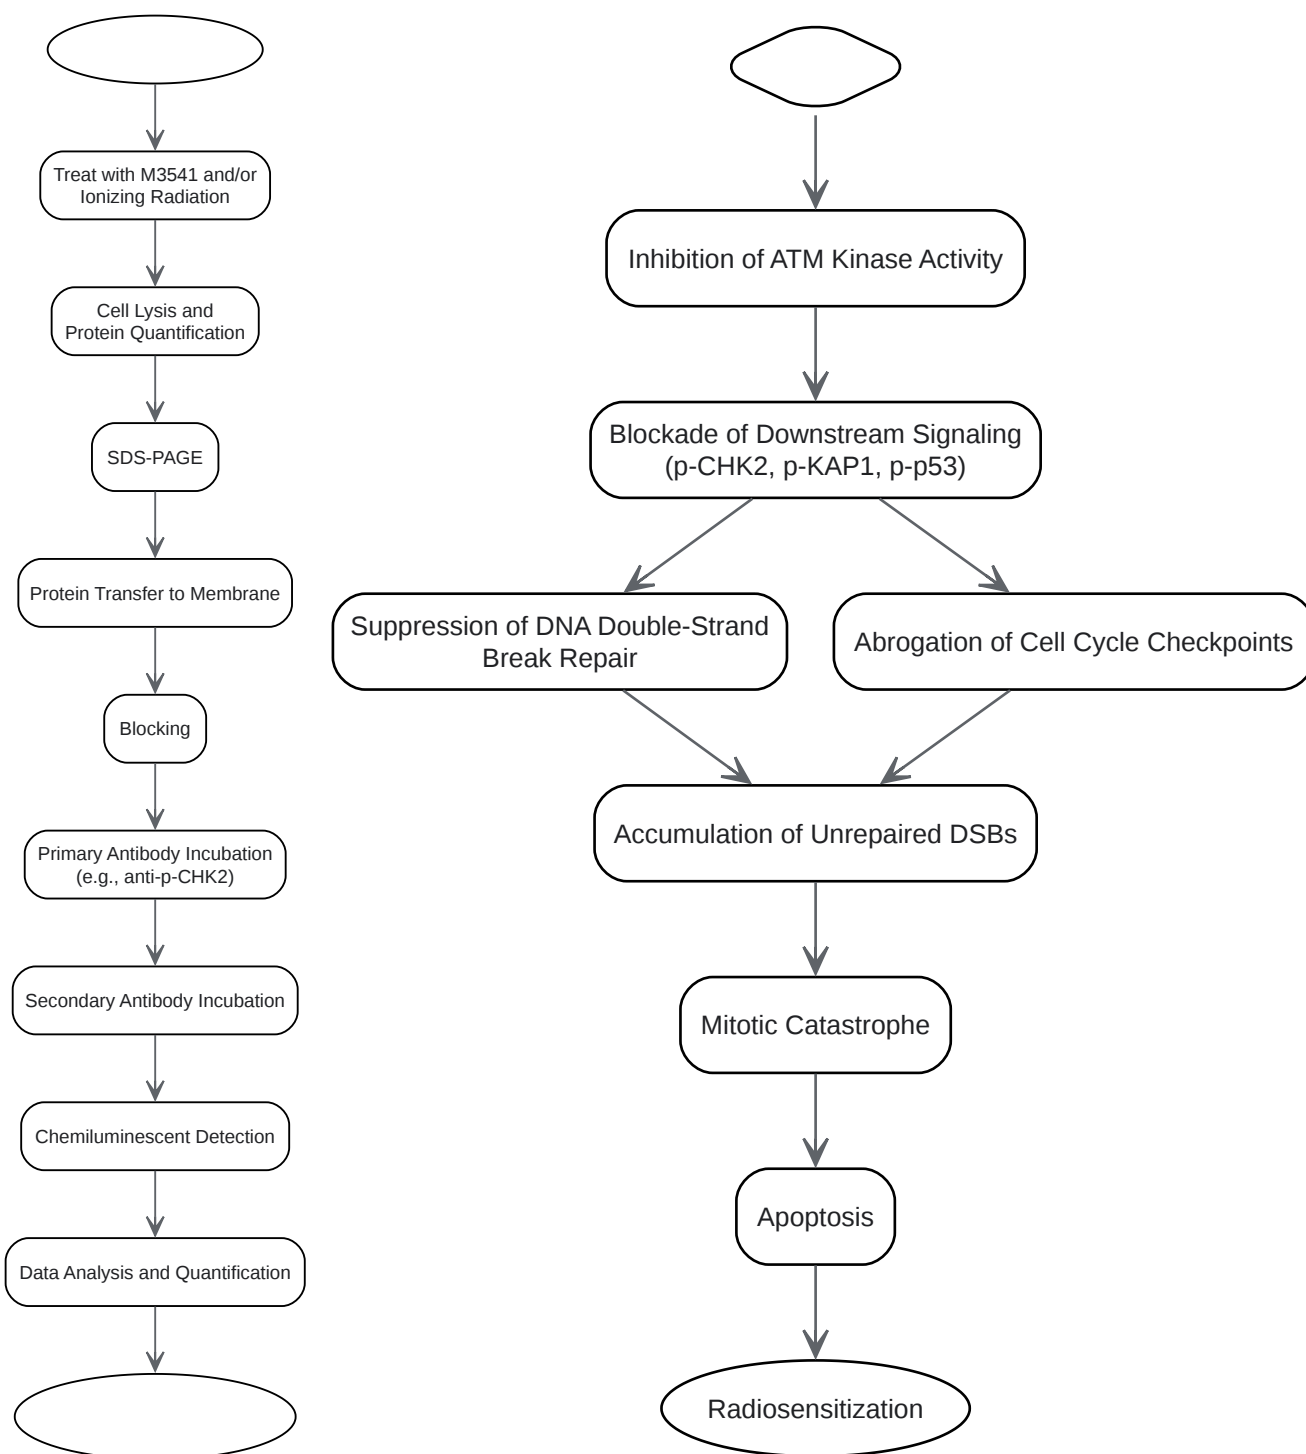 Treat with M3541 and/or
Ionizing Radiation
Cell Lysis and
Protein Quantification
SDS-PAGE
Protein Transfer to Membrane
Blocking
Primary Antibody Incubation
(e.g., anti-p-CHK2)
Secondary Antibody Incubation
Chemiluminescent Detection
Data Analysis and Quantification
Inhibition of ATM Kinase Activity
Blockade of Downstream Signaling
(p-CHK2, p-KAP1, p-p53)
Suppression of DNA Double-Strand
Break Repair
Abrogation of Cell Cycle Checkpoints
Accumulation of Unrepaired DSBs
Mitotic Catastrophe
Apoptosis
Radiosensitization